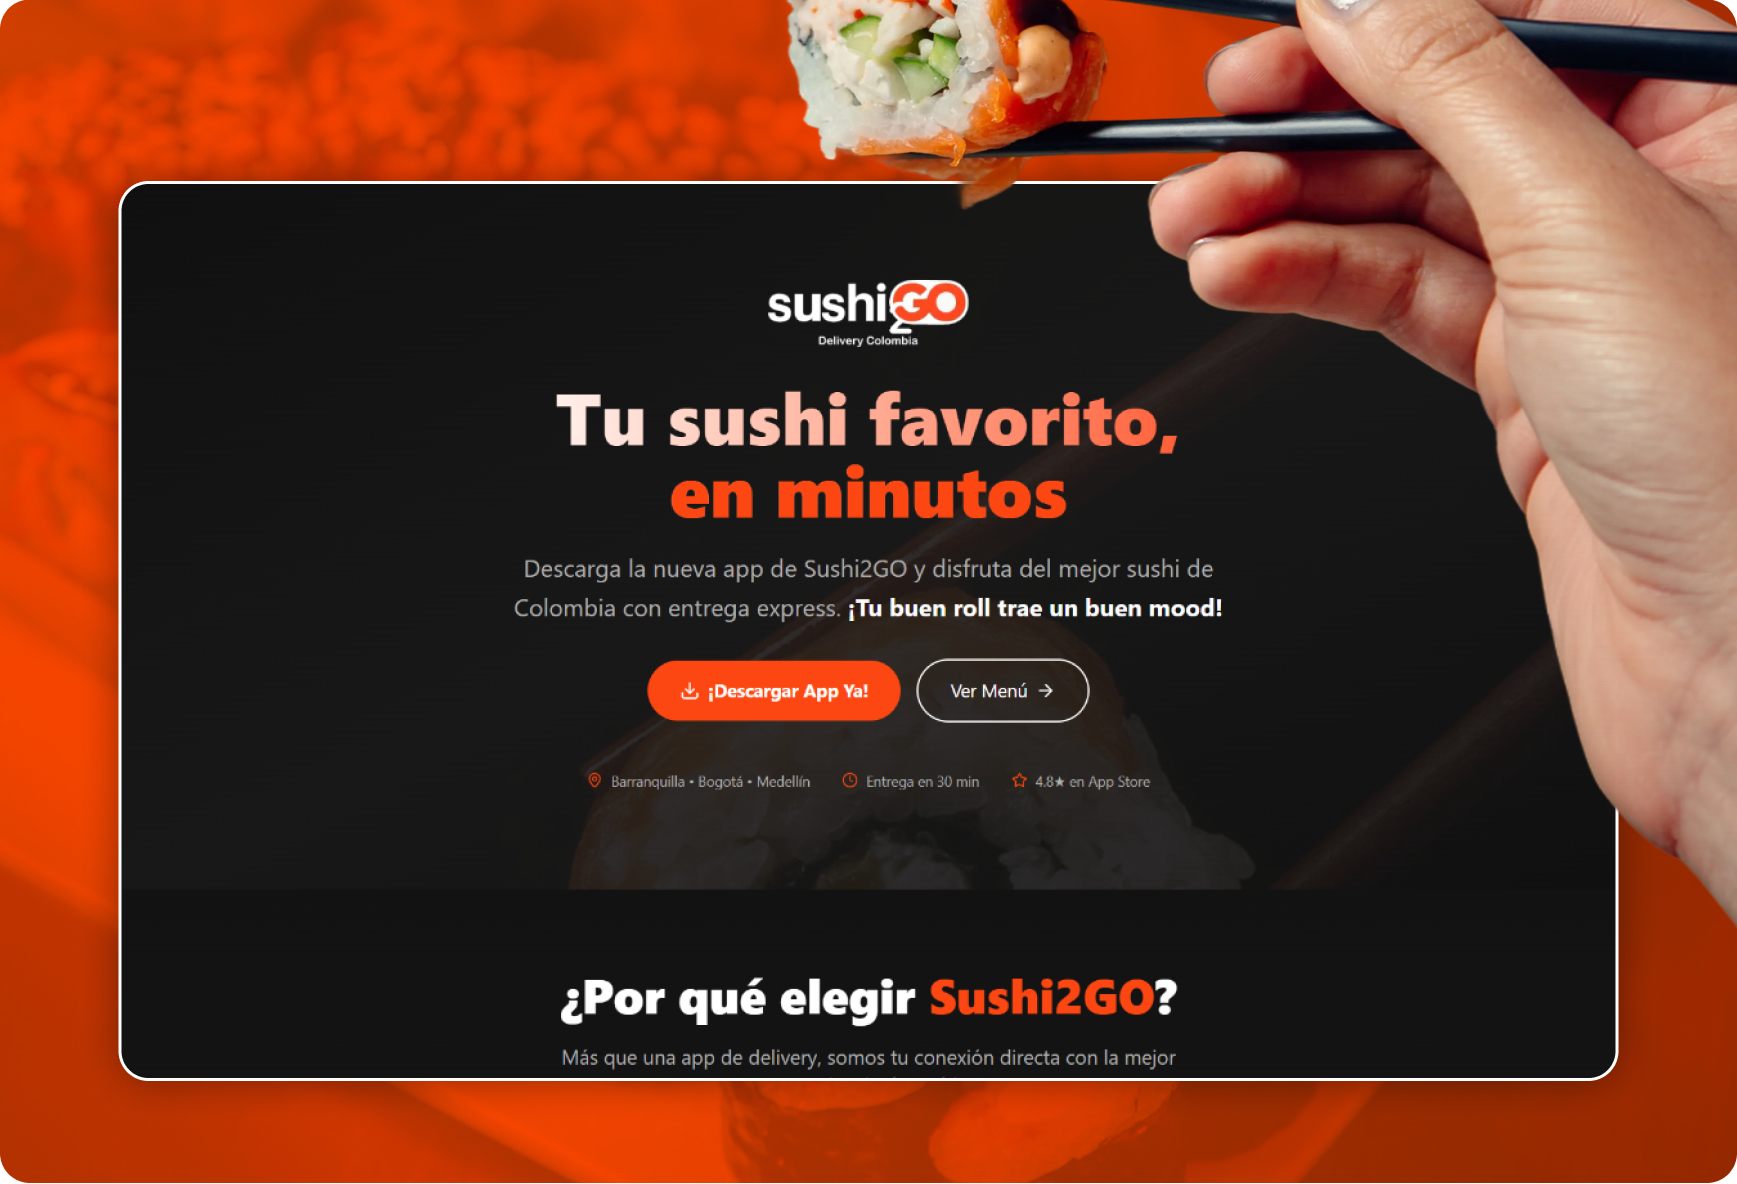 sushi2GO
Delivery Colombia
Tu sushi favorito,
en minutos
Descarga la nueva app de Sushi2GO y disfruta del mejor sushi de
Colombia con entrega express. ¡Tu buen roll trae un buen mood!
¡Descargar App Ya!
Ver Menú →
Barranquilla • Bogotá • Medellín
Entrega en 30 min
4.8★ en App Store
¿Por qué elegir Sushi2GO?
Más que una app de delivery, somos tu conexión directa con la mejor